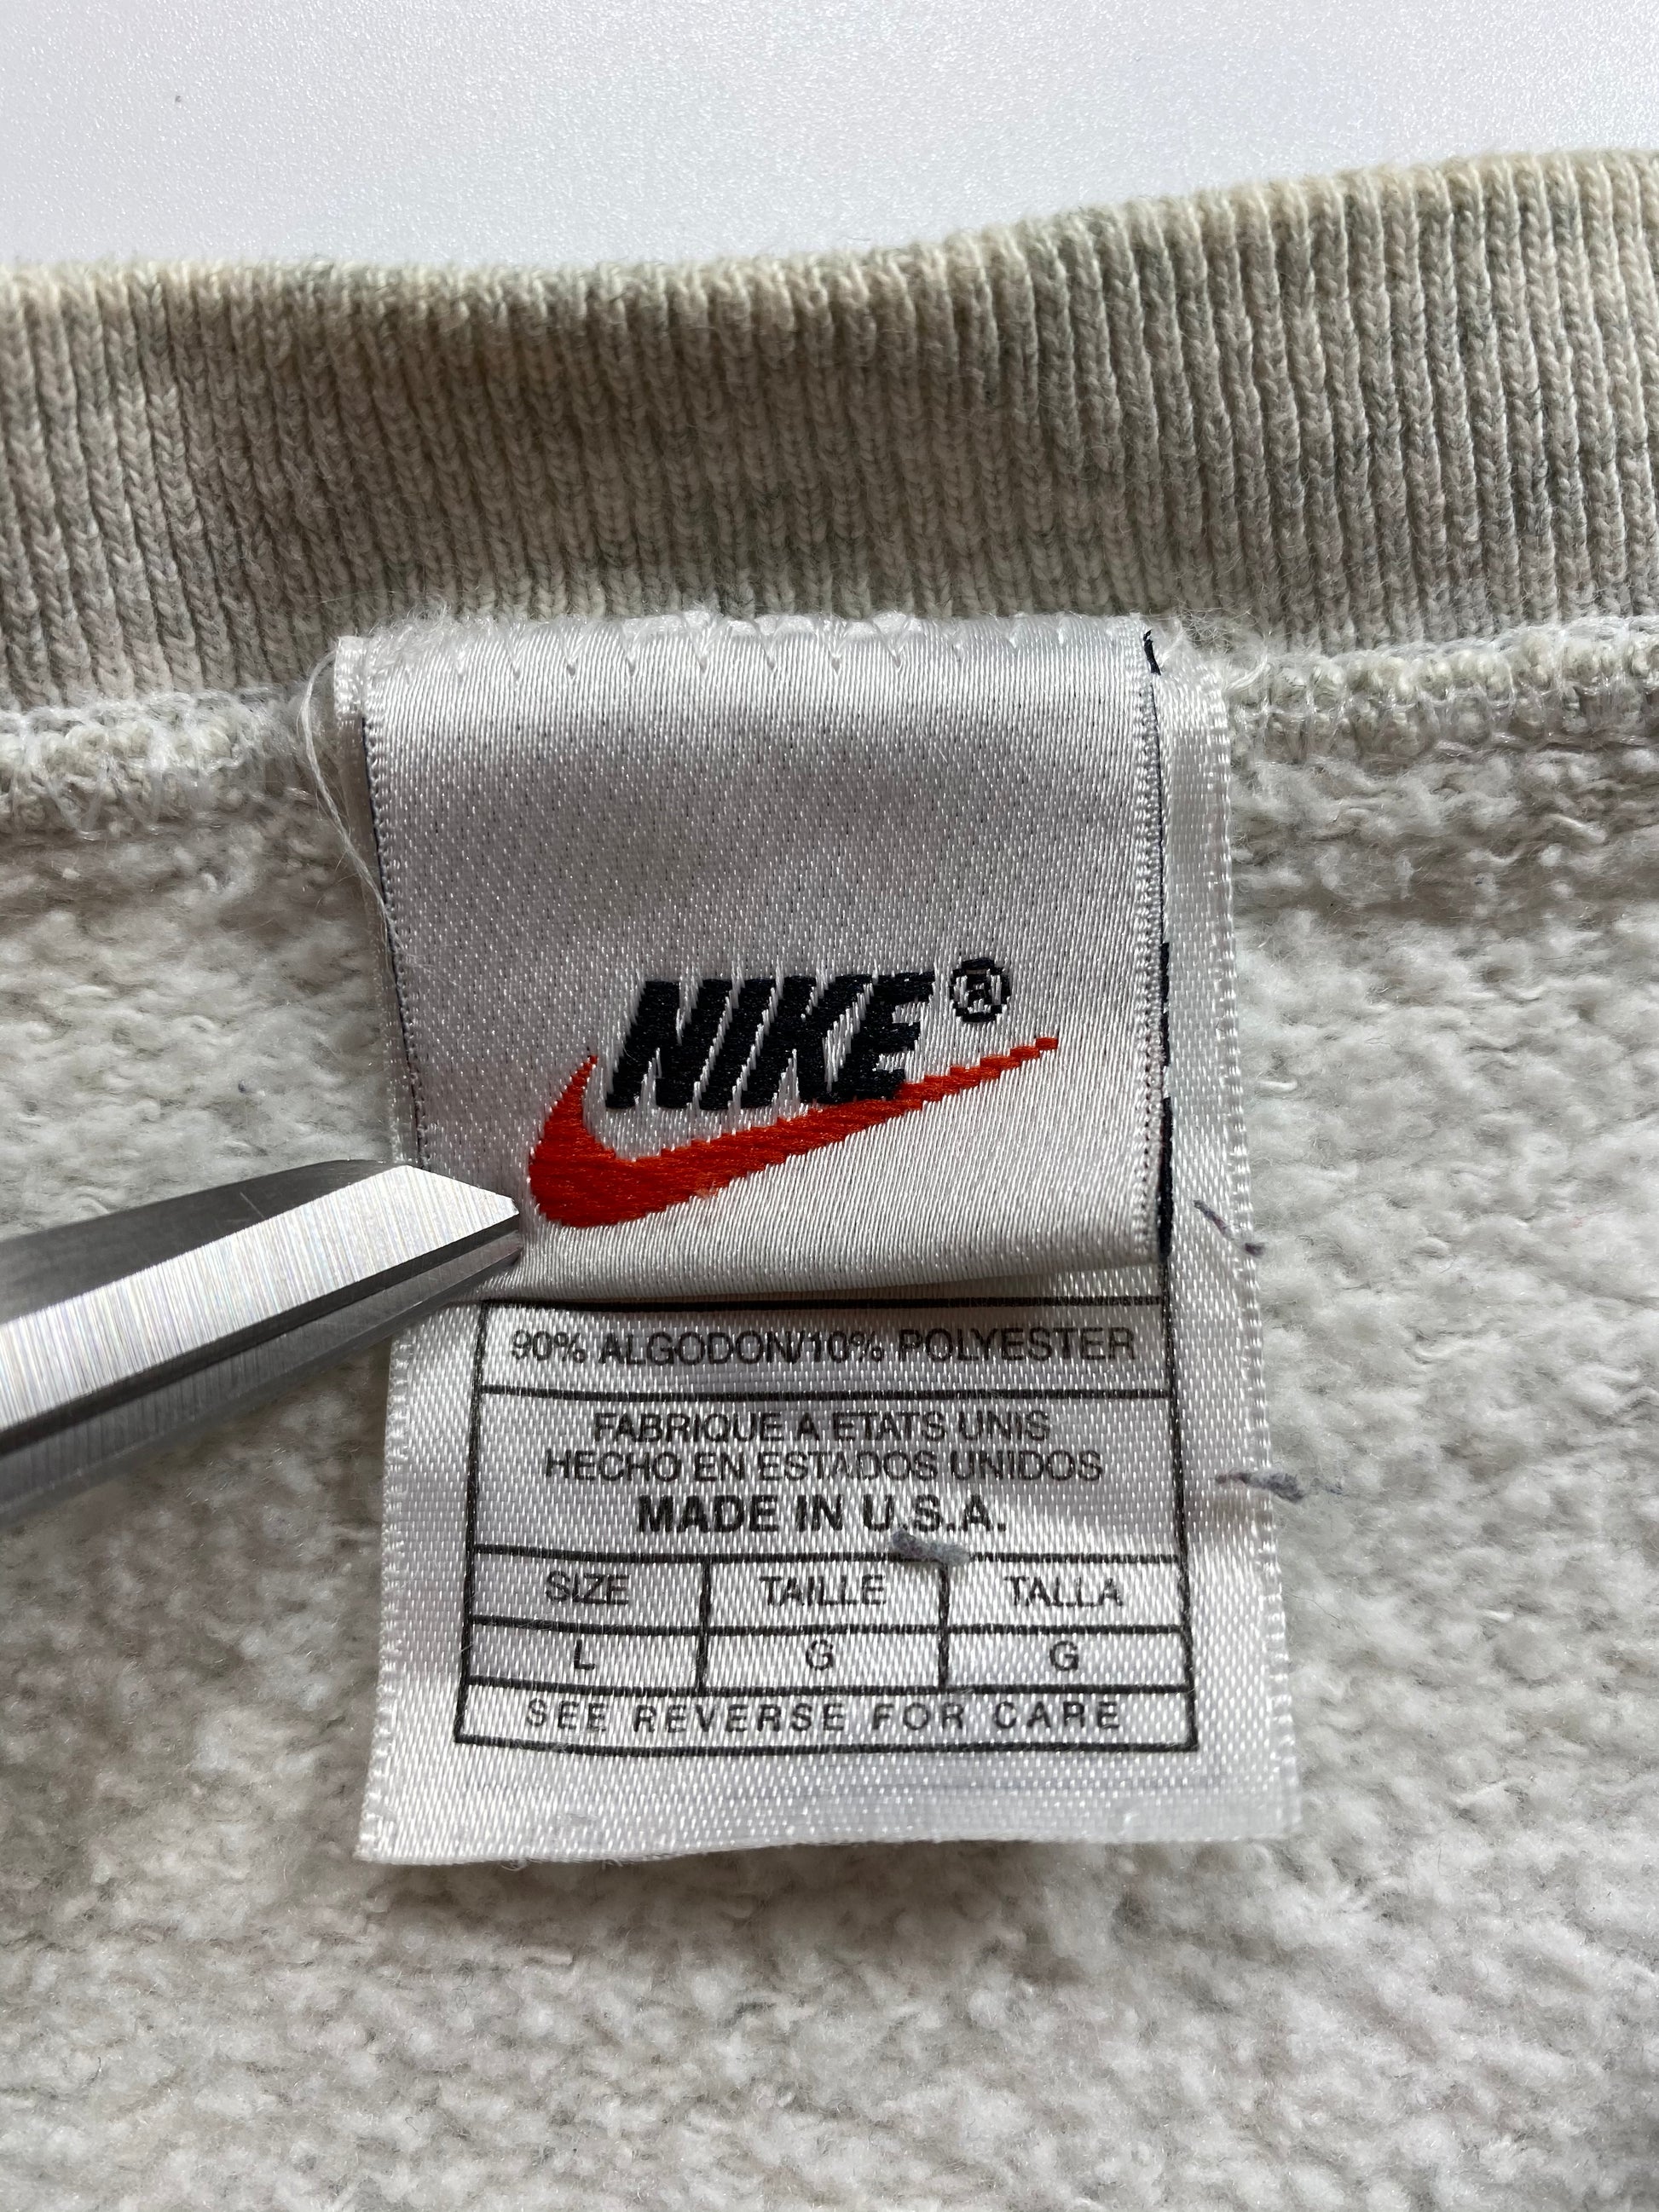 NIKE®
90% ALGODON/10% POLYESTER
FABRIQUE A ETATS UNIS
HECHO EN ESTADOS UNIDOS
MADE IN U.S.A.
SIZE TAILLE TALLA
L G G
SEE REVERSE FOR CARE